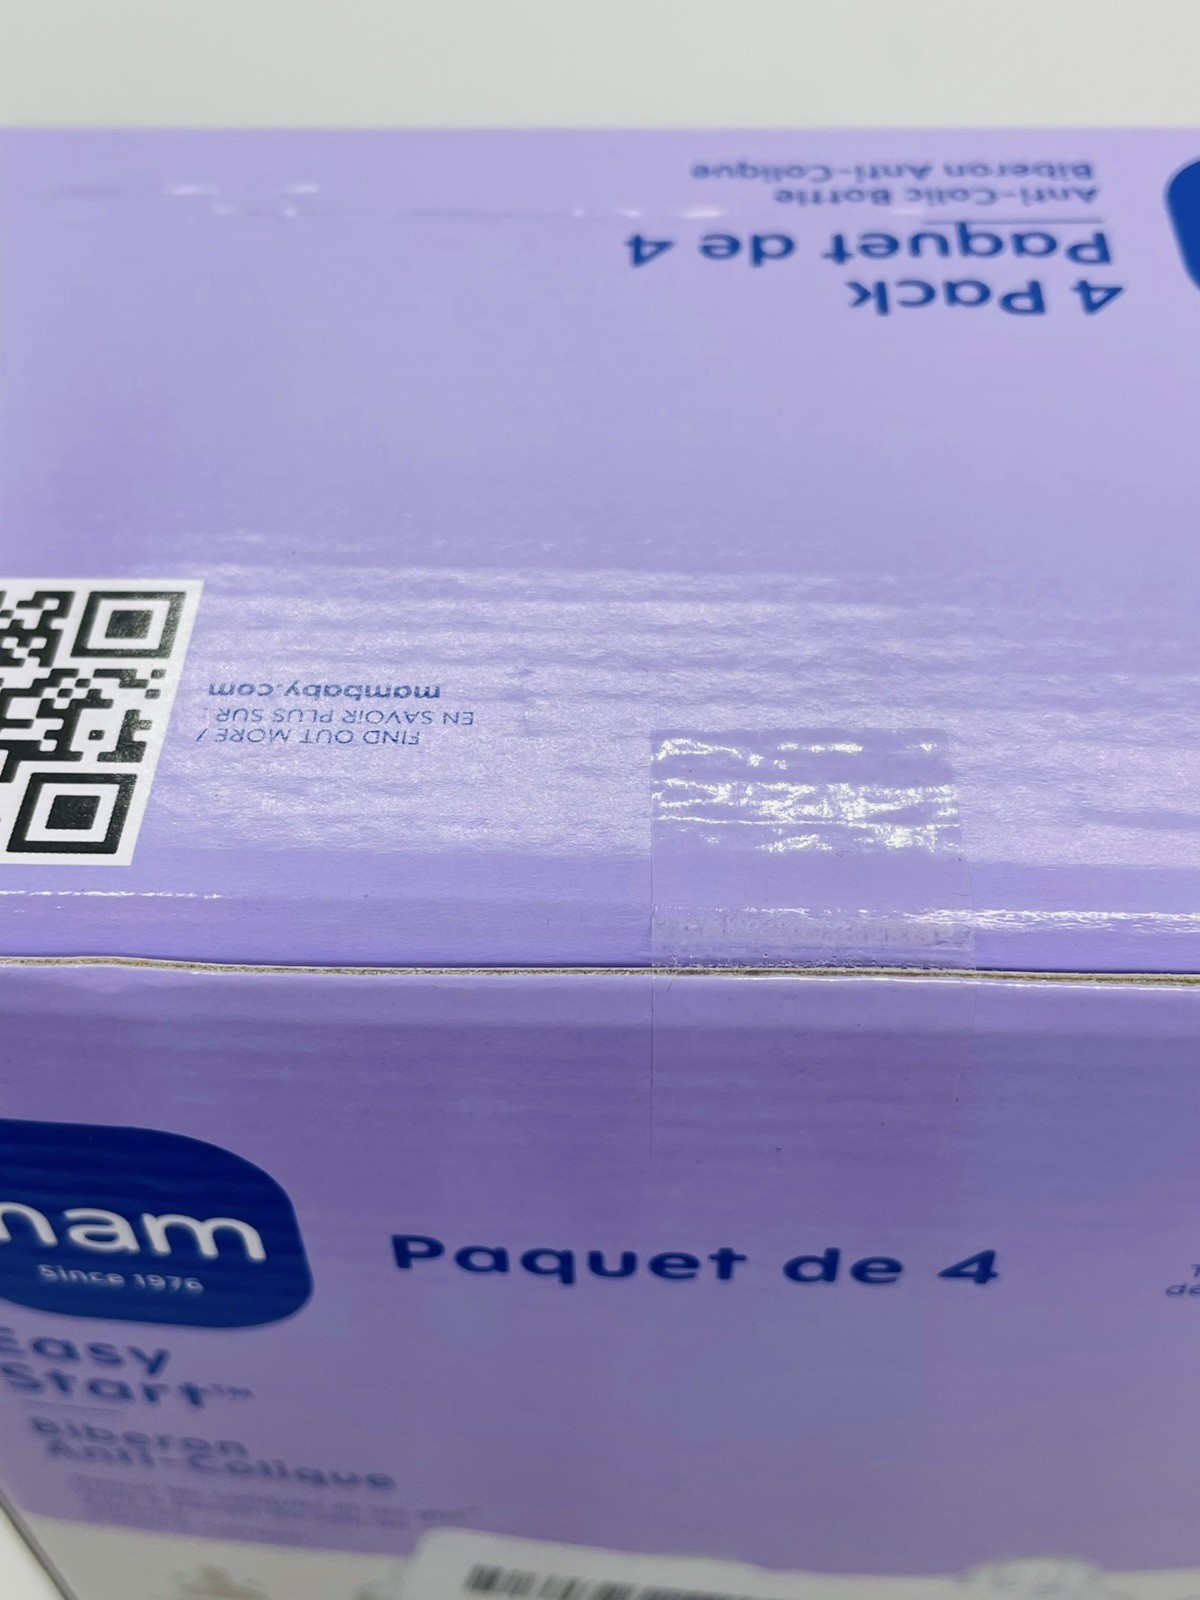 4 Pack
Paquet de 4
Anti-Colic Bottle
Biberon Anti-Colique
FIND OUT MORE /
EN SAVOIR PLUS SUR :
mambaby.com
mam
Since 1976
Paquet de 4
Easy
Start™
Biberon
Anti-Colique